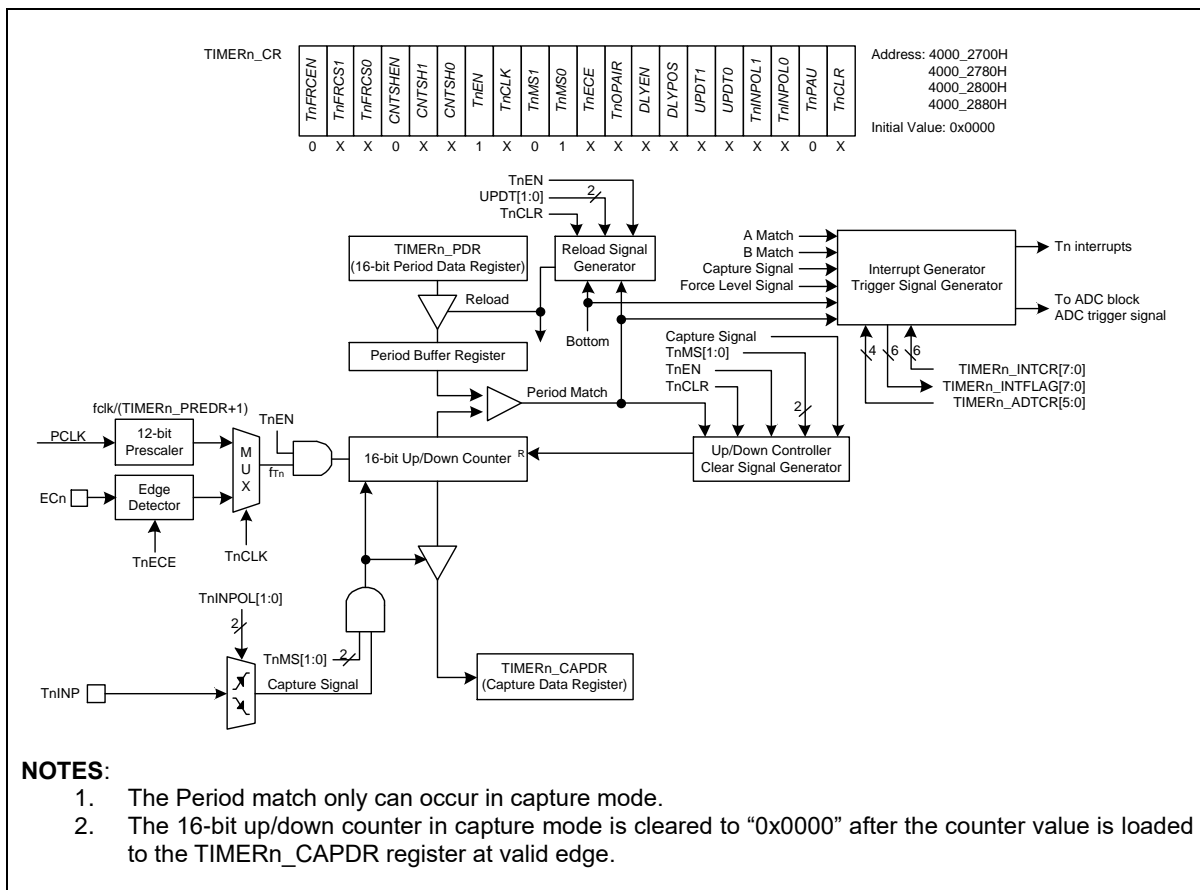 TIMERn_CR
TnFRCEN TnFRCS1 TnFRCS0 CNTSHEN CNTSH1 CNTSH0 TnEN TnCLK TnMS1 TnMS0 TnECE TnOPAIR DLYEN DLYPOS UPDT1 UPDT0 TnINPOL1 TnINPOL0 TnPAU TnCLR
0 X X 0 X X 1 X 0 1 X X X X X X X X 0 X
Address: 4000_2700H
4000_2780H
4000_2800H
4000_2880H
Initial Value: 0x0000
TnEN
UPDT[1:0]
2
TnCLR
TIMERn_PDR
(16-bit Period Data Register)
Reload Signal
Generator
Reload
Period Buffer Register
Bottom
A Match
B Match
Capture Signal
Force Level Signal
Interrupt Generator
Trigger Signal Generator
Tn interrupts
To ADC block
ADC trigger signal
4 6 6
TIMERn_INTCR[7:0]
TIMERn_INTFLAG[7:0]
TIMERn_ADTCR[5:0]
Capture Signal
TnMS[1:0]
TnEN
TnCLR
2
Period Match
fclk/(TIMERn_PREDR+1)
PCLK
12-bit
Prescaler
TnEN
M
U
X
fTn
16-bit Up/Down Counter
R
Up/Down Controller
Clear Signal Generator
ECn
Edge
Detector
TnECE
TnCLK
TnINPOL[1:0]
2
TnMS[1:0]
2
Capture Signal
TnINP
TIMERn_CAPDR
(Capture Data Register)
NOTES:
1. The Period match only can occur in capture mode.
2. The 16-bit up/down counter in capture mode is cleared to “0x0000” after the counter value is loaded
to the TIMERn_CAPDR register at valid edge.